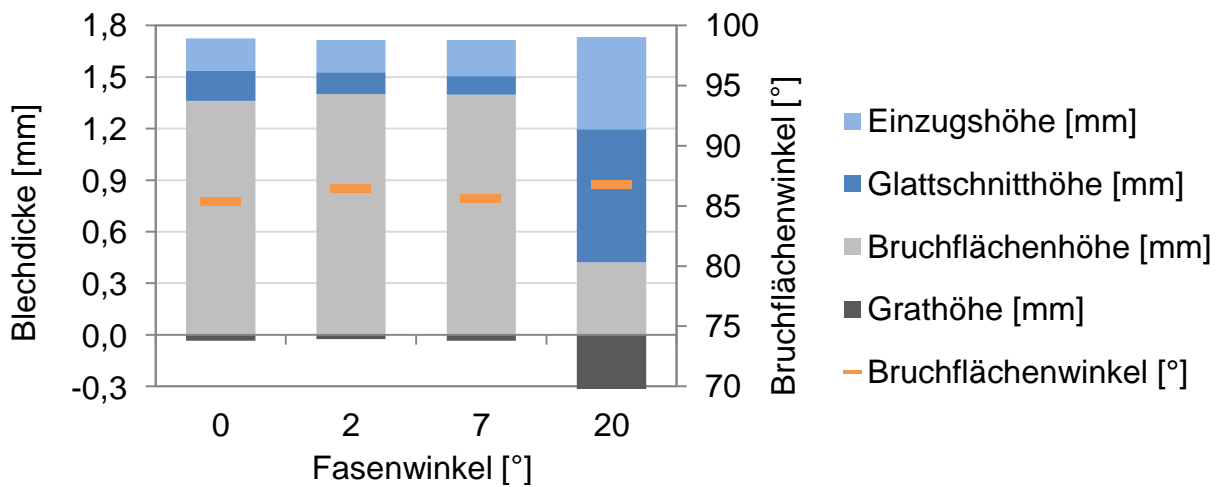 Blechdicke [mm]
1,8
1,5
1,2
0,9
0,6
0,3
0,0
-0,3
0
2
7
20
Fasenwinkel [°]
100
95
90
85
80
75
70
Bruchflächenwinkel [°]
Einzugshöhe [mm]
Glattschnitthöhe [mm]
Bruchflächenhöhe [mm]
Grathöhe [mm]
Bruchflächenwinkel [°]